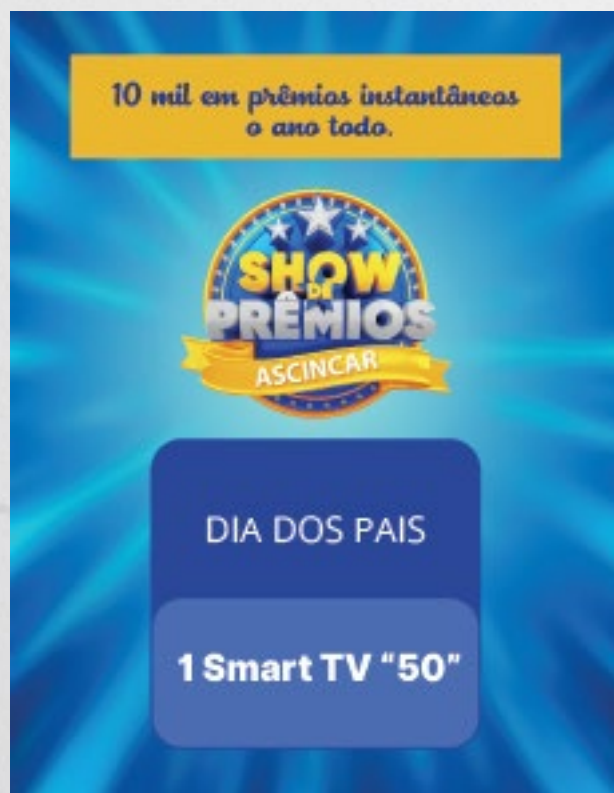 10 mil em prêmios instantâneos
o ano todo.
SHOW
DE
PRÊMIOS
ASCINCAR
DIA DOS PAIS
1 Smart TV “50”